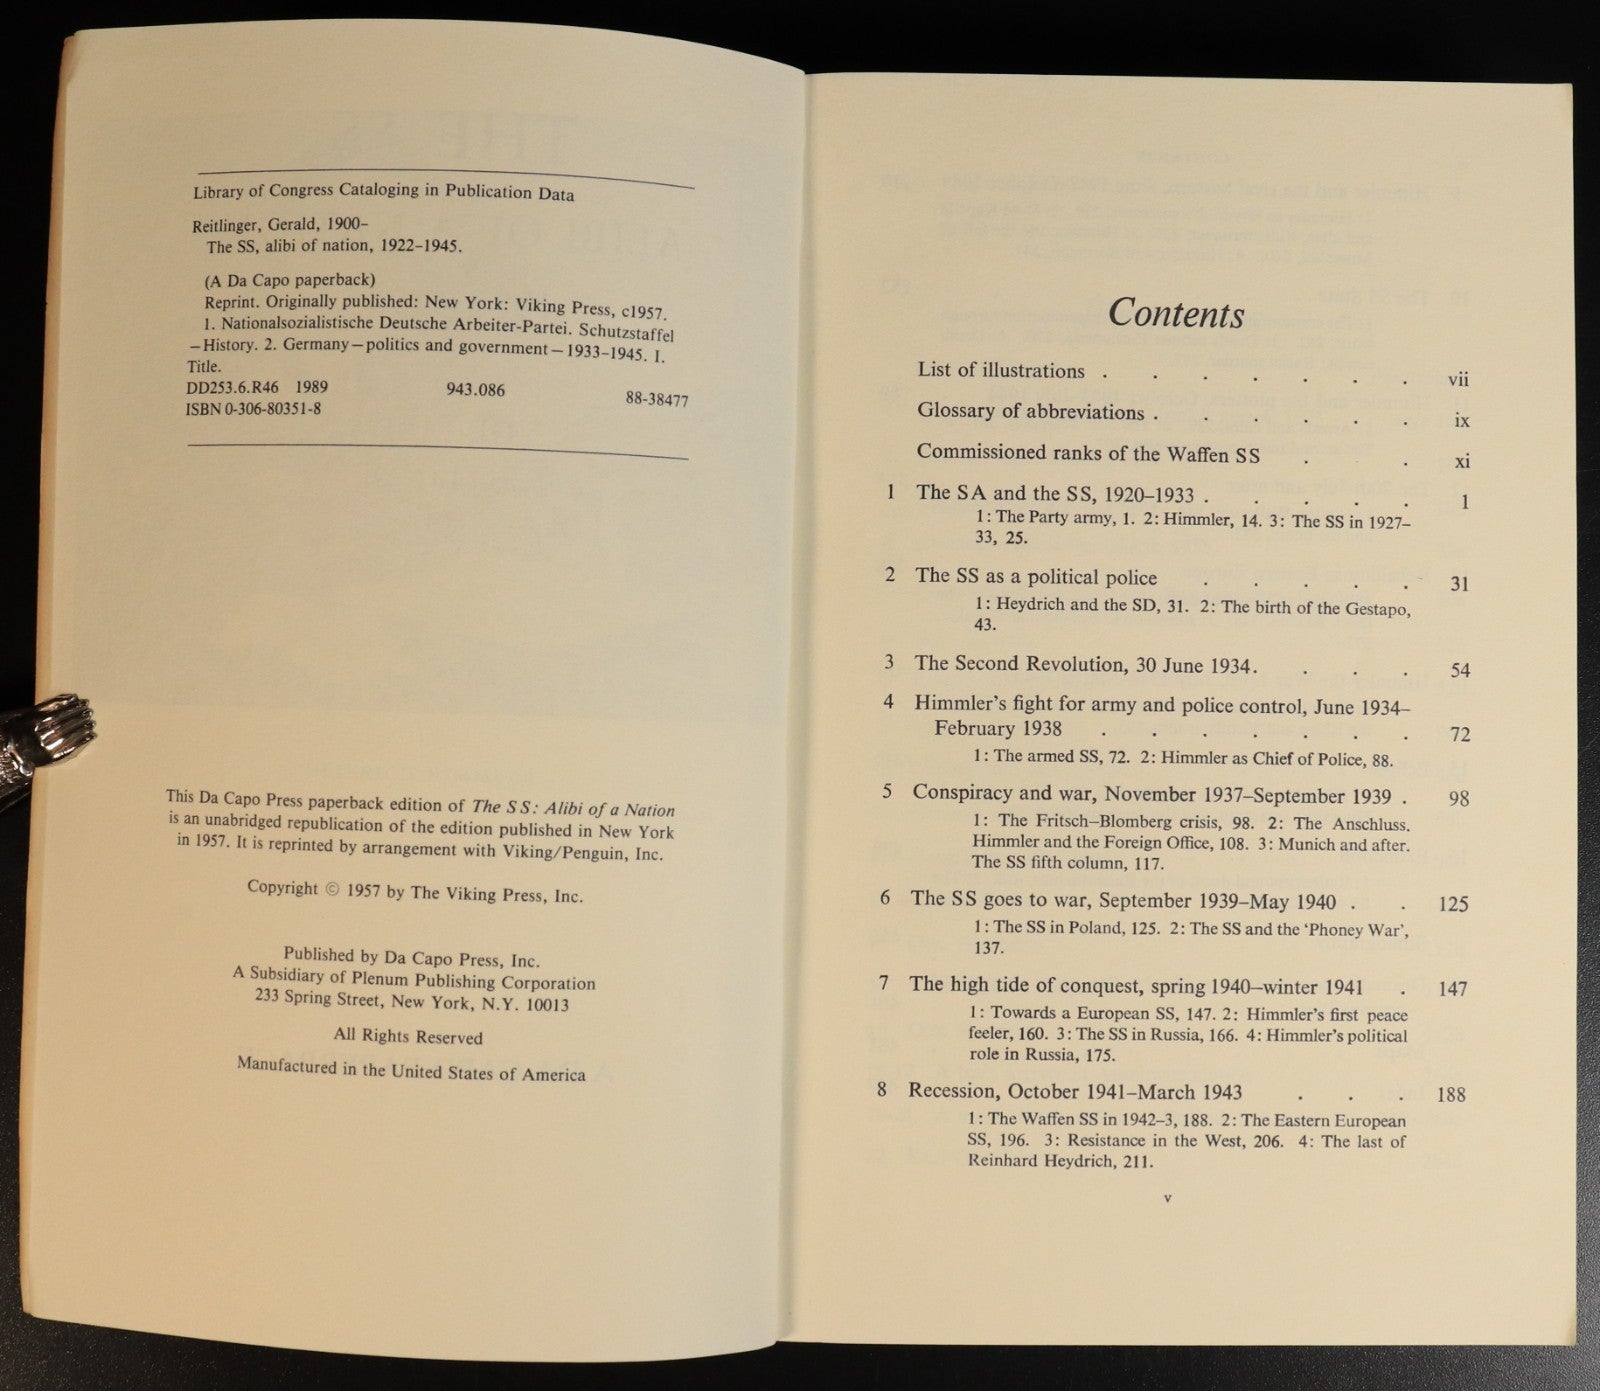 Library of Congress Cataloging in Publication Data
Reitlinger, Gerald, 1900–
The SS, alibi of nation, 1922–1945.
(A Da Capo paperback)
Reprint. Originally published: New York: Viking Press, c1957.
1. Nationalsozialistische Deutsche Arbeiter-Partei. Schutzstaffel
—History. 2. Germany—politics and government—1933–1945. I.
Title.
DD253.6.R46 1989 943.086 88-38477
ISBN 0-306-80351-8
This Da Capo Press paperback edition of The SS: Alibi of a Nation
is an unabridged republication of the edition published in New York
in 1957. It is reprinted by arrangement with Viking/Penguin, Inc.
Copyright © 1957 by The Viking Press, Inc.
Published by Da Capo Press, Inc.
A Subsidiary of Plenum Publishing Corporation
233 Spring Street, New York, N.Y. 10013
All Rights Reserved
Manufactured in the United States of America
Contents
List of illustrations . . . . . . . vii
Glossary of abbreviations . . . . . . ix
Commissioned ranks of the Waffen SS . . xi
1 The SA and the SS, 1920–1933 . . . . . 1
1: The Party army, 1. 2: Himmler, 14. 3: The SS in 1927–
33, 25.
2 The SS as a political police . . . . . 31
1: Heydrich and the SD, 31. 2: The birth of the Gestapo,
43.
3 The Second Revolution, 30 June 1934. . . . 54
4 Himmler's fight for army and police control, June 1934–
February 1938 . . . . . . . 72
1: The armed SS, 72. 2: Himmler as Chief of Police, 88.
5 Conspiracy and war, November 1937–September 1939 . 98
1: The Fritsch–Blomberg crisis, 98. 2: The Anschluss.
Himmler and the Foreign Office, 108. 3: Munich and after.
The SS fifth column, 117.
6 The SS goes to war, September 1939–May 1940 . . 125
1: The SS in Poland, 125. 2: The SS and the 'Phoney War',
137.
7 The high tide of conquest, spring 1940–winter 1941 . 147
1: Towards a European SS, 147. 2: Himmler's first peace
feeler, 160. 3: The SS in Russia, 166. 4: Himmler's political
role in Russia, 175.
8 Recession, October 1941–March 1943 . . . 188
1: The Waffen SS in 1942–3, 188. 2: The Eastern European
SS, 196. 3: Resistance in the West, 206. 4: The last of
Reinhard Heydrich, 211.
v